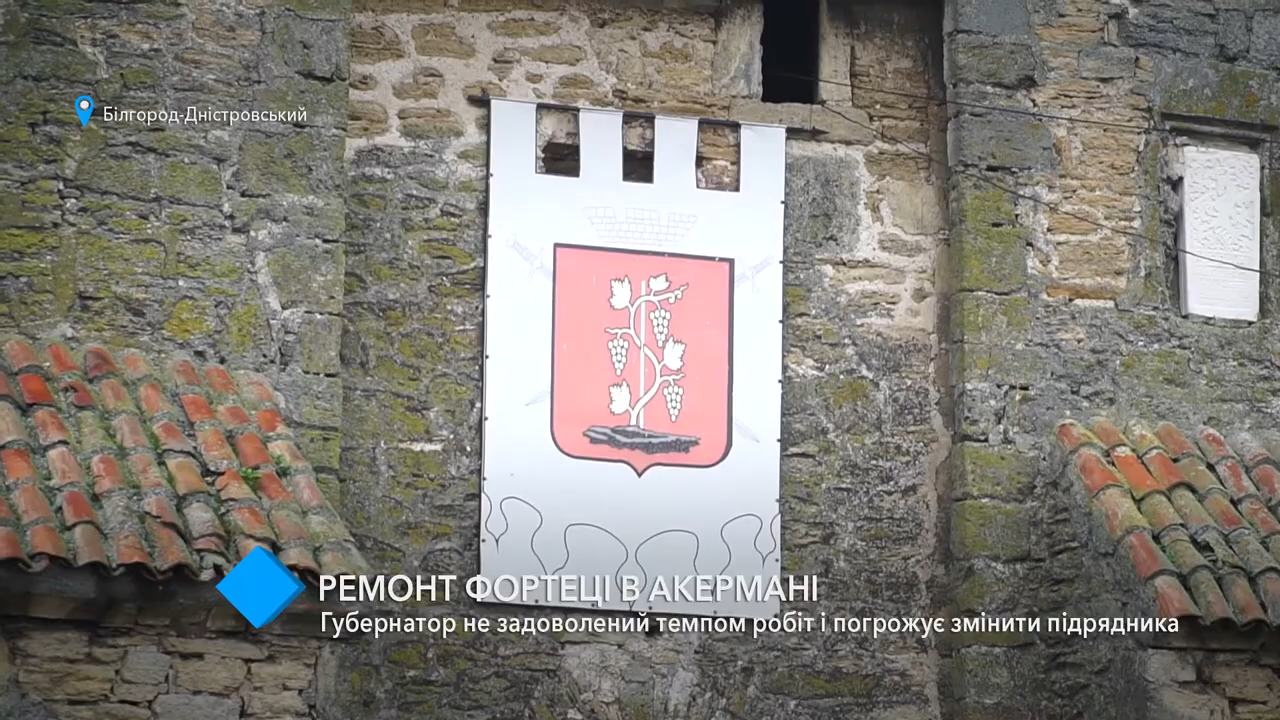 Білгород-Дністровський
РЕМОНТ ФОРТЕЦІ В АКЕРМАНІ
Губернатор не задоволений темпом робіт і погрожує змінити підрядника